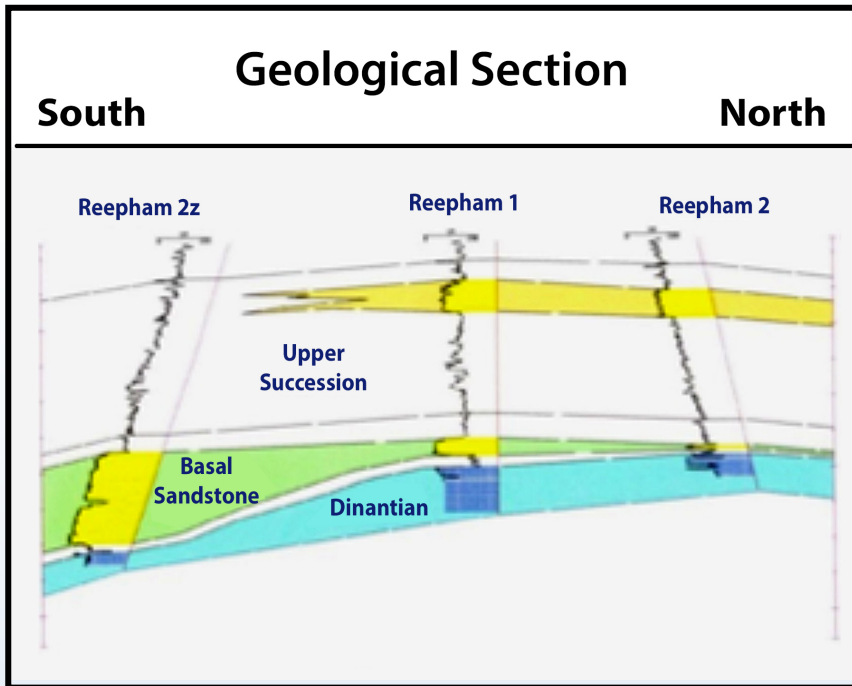 Geological Section
South
North
Reepham 2z
Reepham 1
Reepham 2
Upper
Succession
Basal
Sandstone
Dinantian